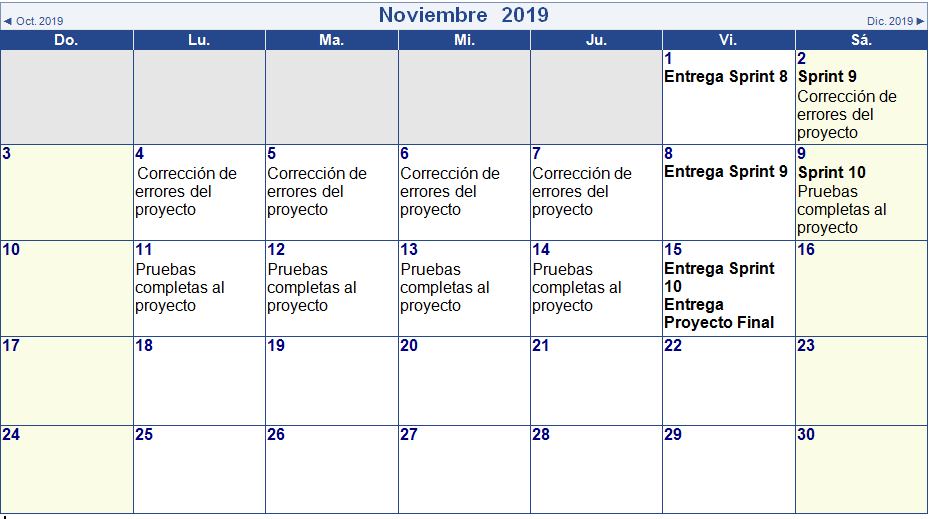 Noviembre 2019
◄ Oct. 2019
Dic. 2019 ►
Do. Lu. Ma. Mi. Ju. Vi. Sá.
1
Entrega Sprint 8
2
Sprint 9
Corrección de
errores del
proyecto
3
4
Corrección de
errores del
proyecto
5
Corrección de
errores del
proyecto
6
Corrección de
errores del
proyecto
7
Corrección de
errores del
proyecto
8
Entrega Sprint 9
9
Sprint 10
Pruebas
completas al
proyecto
10
11
Pruebas
completas al
proyecto
12
Pruebas
completas al
proyecto
13
Pruebas
completas al
proyecto
14
Pruebas
completas al
proyecto
15
Entrega Sprint
10
Entrega
Proyecto Final
16
17
18
19
20
21
22
23
24
25
26
27
28
29
30